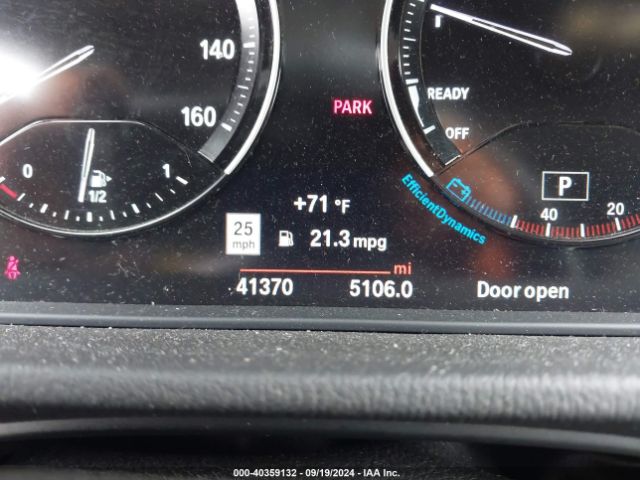 140
160
PARK
READY
OFF
0 1/2 1
+71 °F
25 mph
21.3 mpg
EfficientDynamics
P
40 20
mi
41370 5106.0 Door open
000-40359132 - 09/19/2024 - IAA Inc.